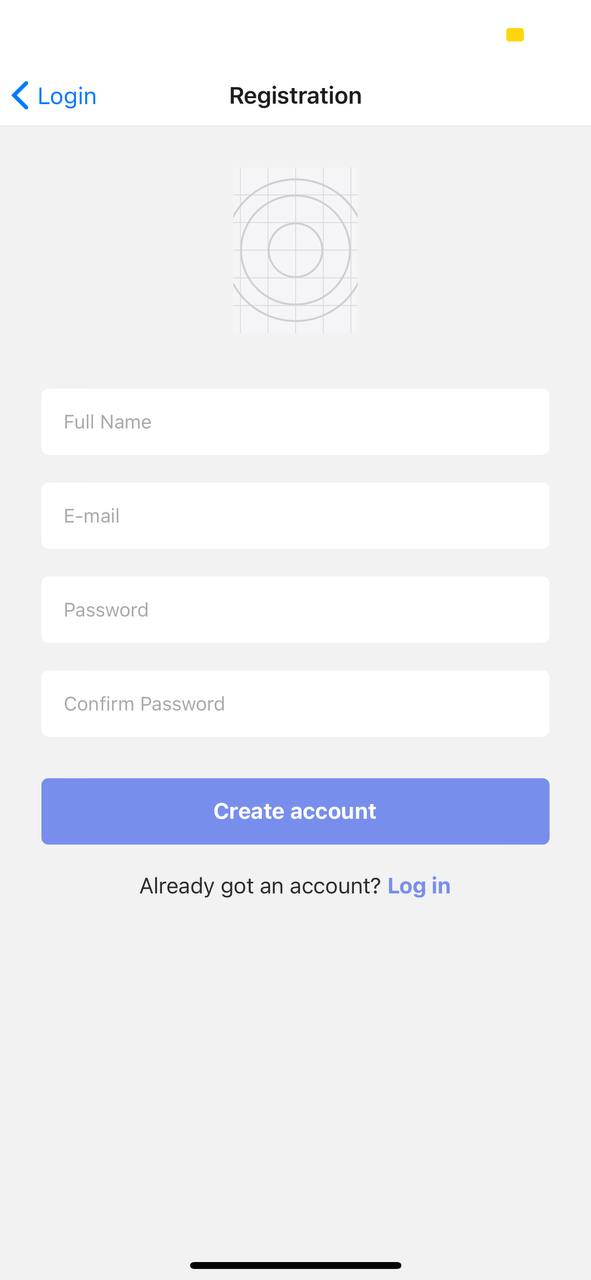 Login
Registration
Full Name
E-mail
Password
Confirm Password
Create account
Already got an account? Log in